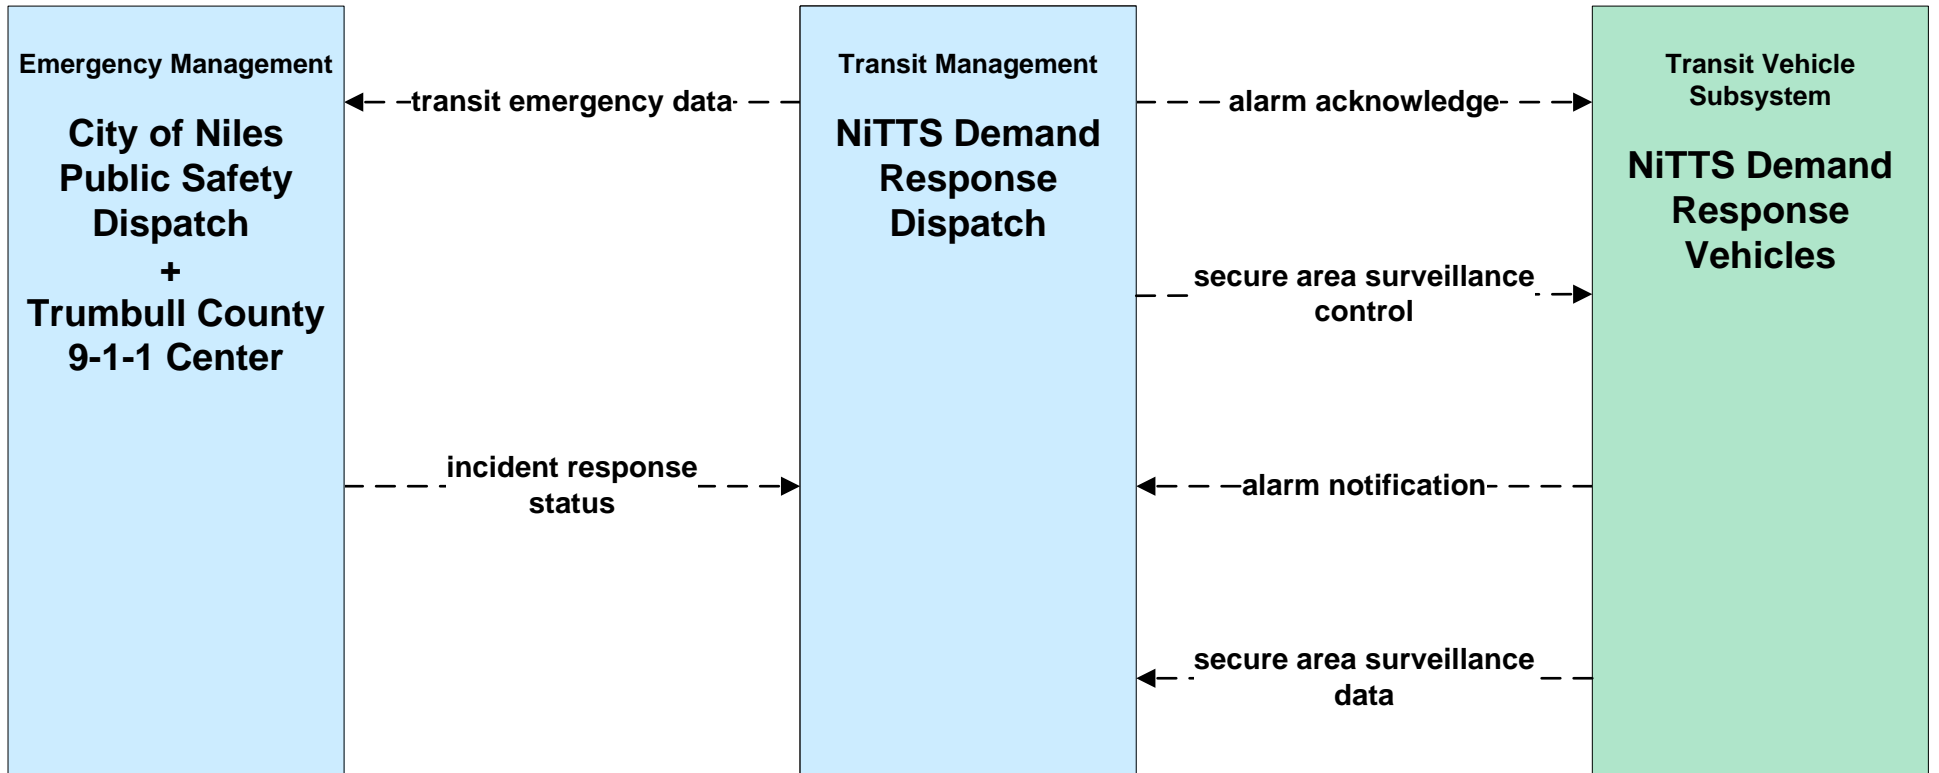 Emergency Management
City of Niles
Public Safety
Dispatch
+
Trumbull County
9-1-1 Center
transit emergency data
incident response
status
Transit Management
NiTTS Demand
Response
Dispatch
alarm acknowledge
secure area surveillance
control
alarm notification
secure area surveillance
data
Transit Vehicle
Subsystem
NiTTS Demand
Response
Vehicles